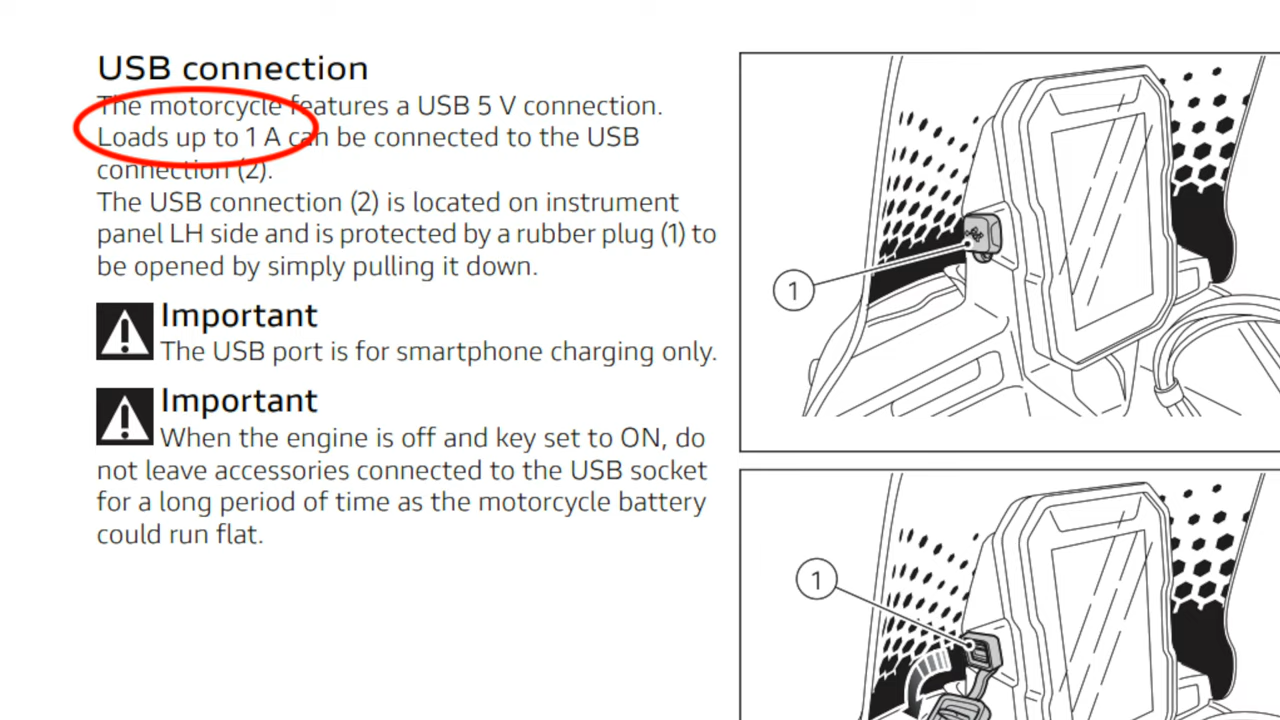 USB connection
The motorcycle features a USB 5 V connection.
Loads up to 1 A can be connected to the USB
connection (2).
The USB connection (2) is located on instrument
panel LH side and is protected by a rubber plug (1) to
be opened by simply pulling it down.
Important
The USB port is for smartphone charging only.
Important
When the engine is off and key set to ON, do
not leave accessories connected to the USB socket
for a long period of time as the motorcycle battery
could run flat.
1
1